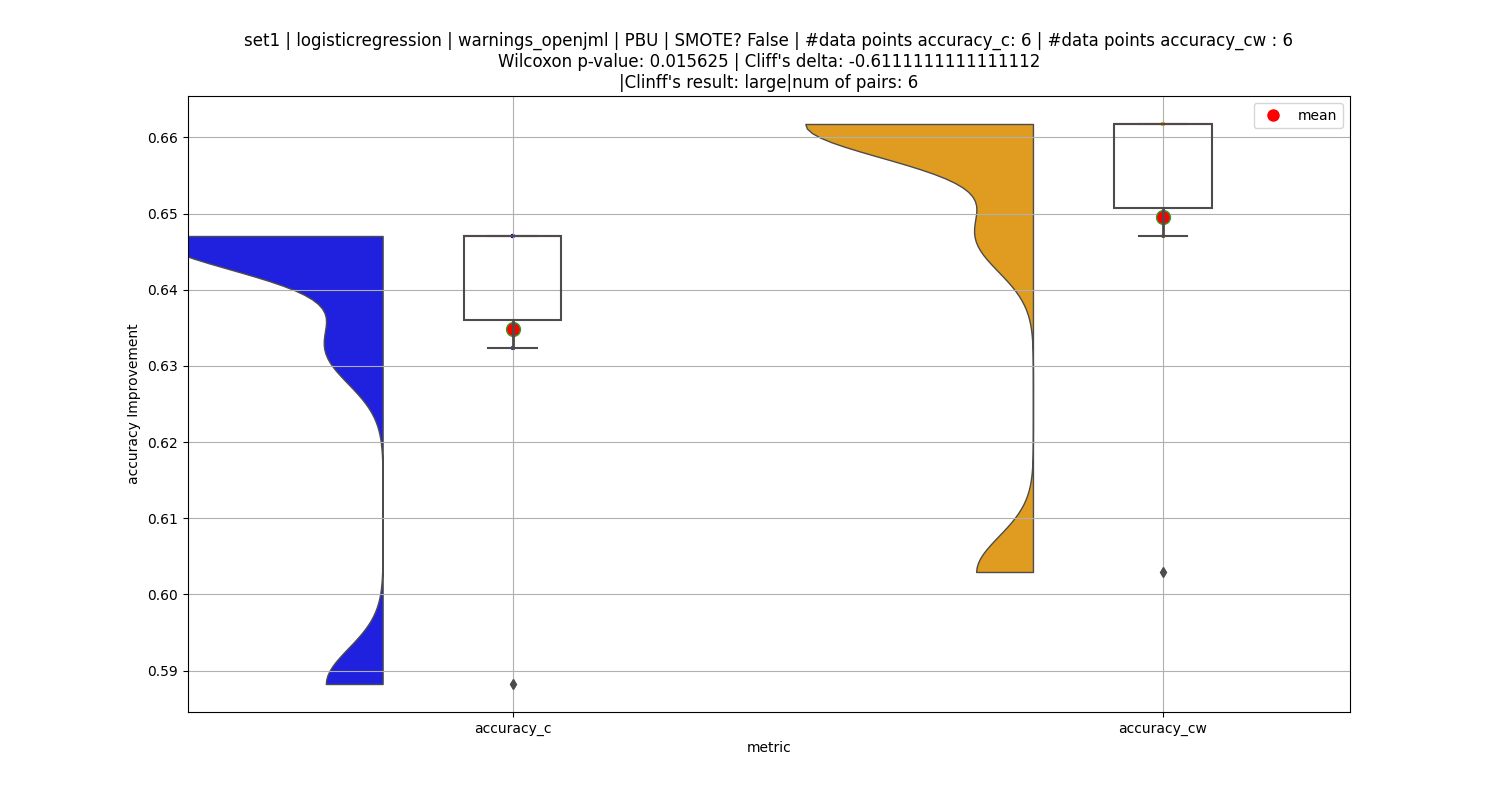 set1 | logisticregression | warnings_openjml | PBU | SMOTE? False | #data points accuracy_c: 6 | #data points accuracy_cw : 6
Wilcoxon p-value: 0.015625 | Cliff's delta: -0.6111111111111112
|Clinff's result: large|num of pairs: 6
mean
0.66
0.65
0.64
0.63
0.62
0.61
0.60
0.59
accuracy Improvement
accuracy_c
accuracy_cw
metric